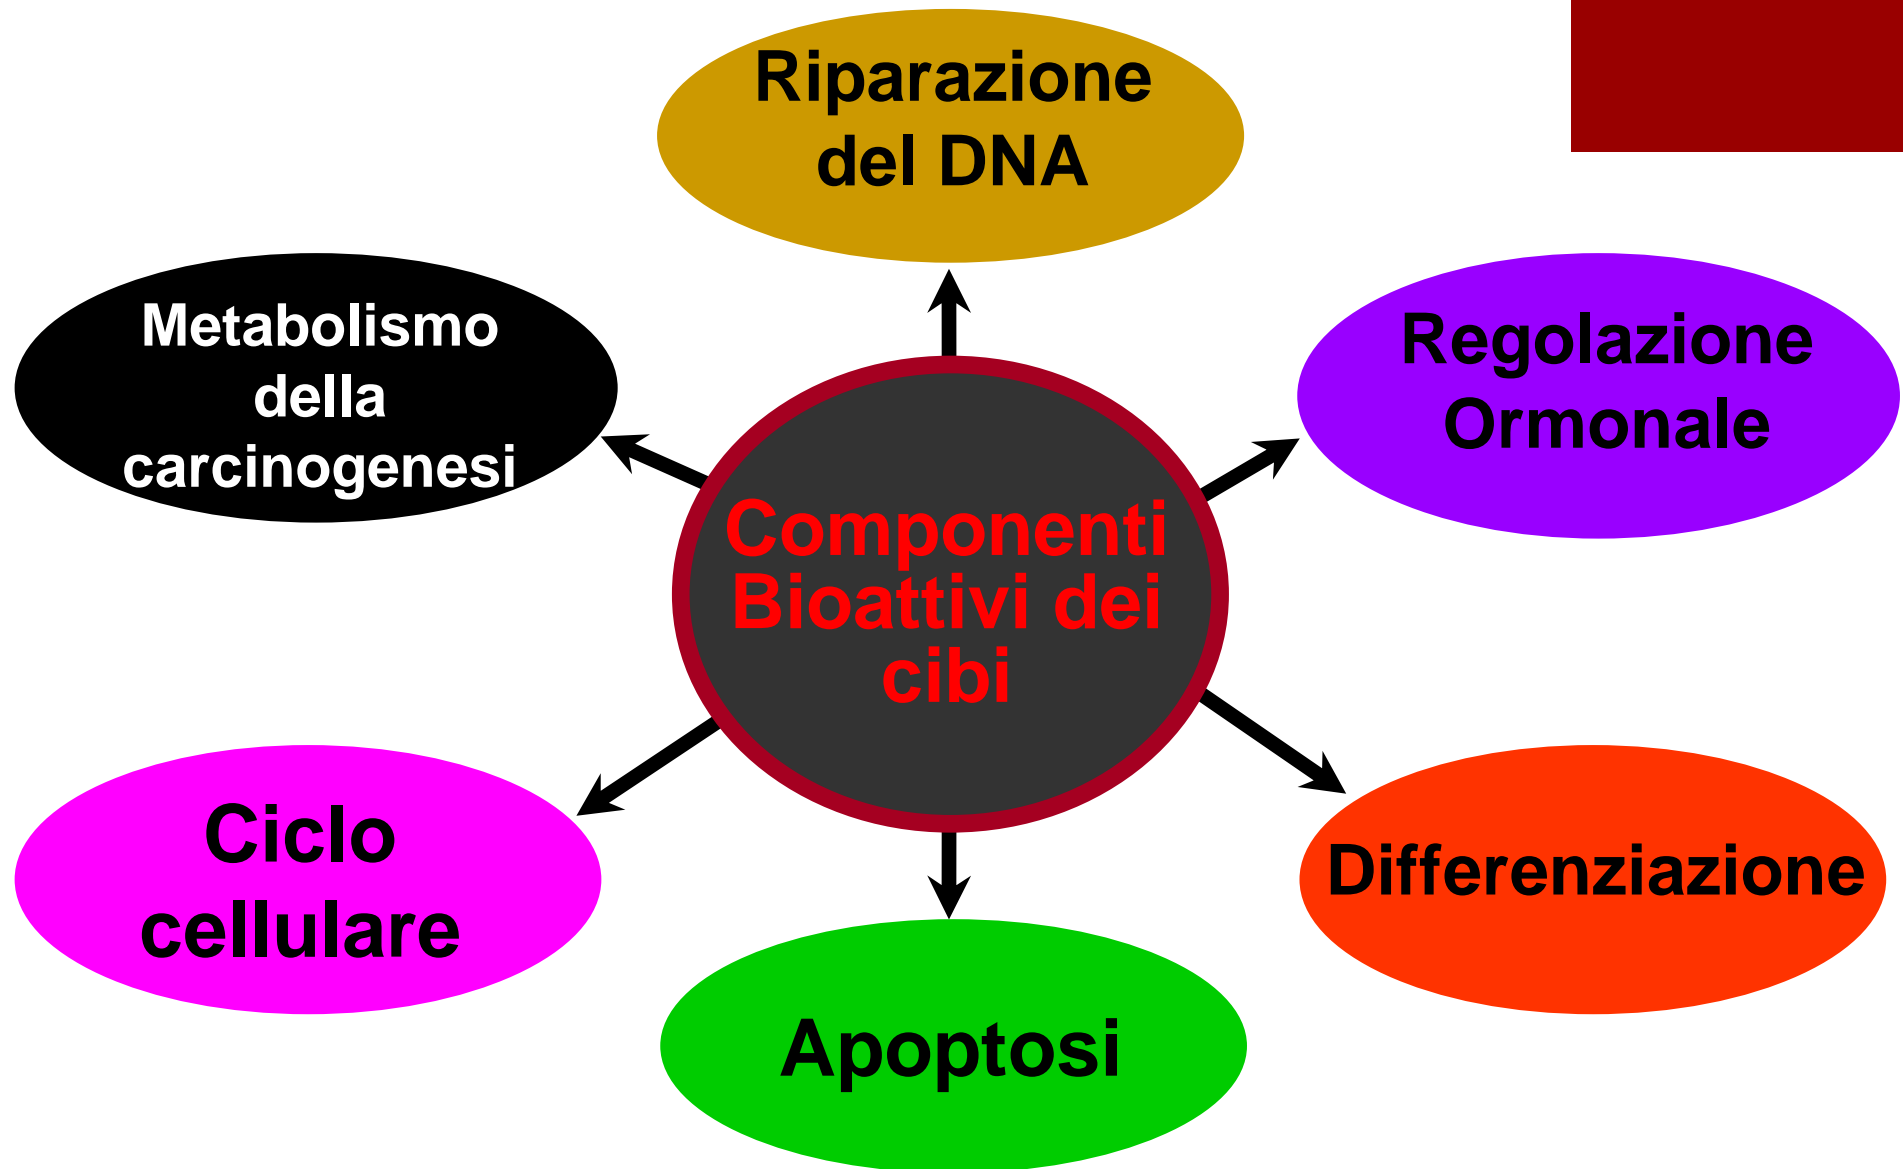 Riparazione
del DNA
Metabolismo
della
carcinogenesi
Regolazione
Ormonale
Componenti
Bioattivi dei
cibi
Ciclo
cellulare
Differenziazione
Apoptosi